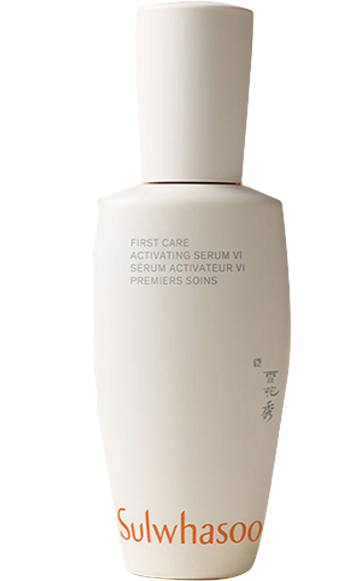 FIRST CARE
ACTIVATING SERUM VI
SÉRUM ACTIVATEUR VI
PREMIERS SOINS
雪花秀
Sulwhasoo